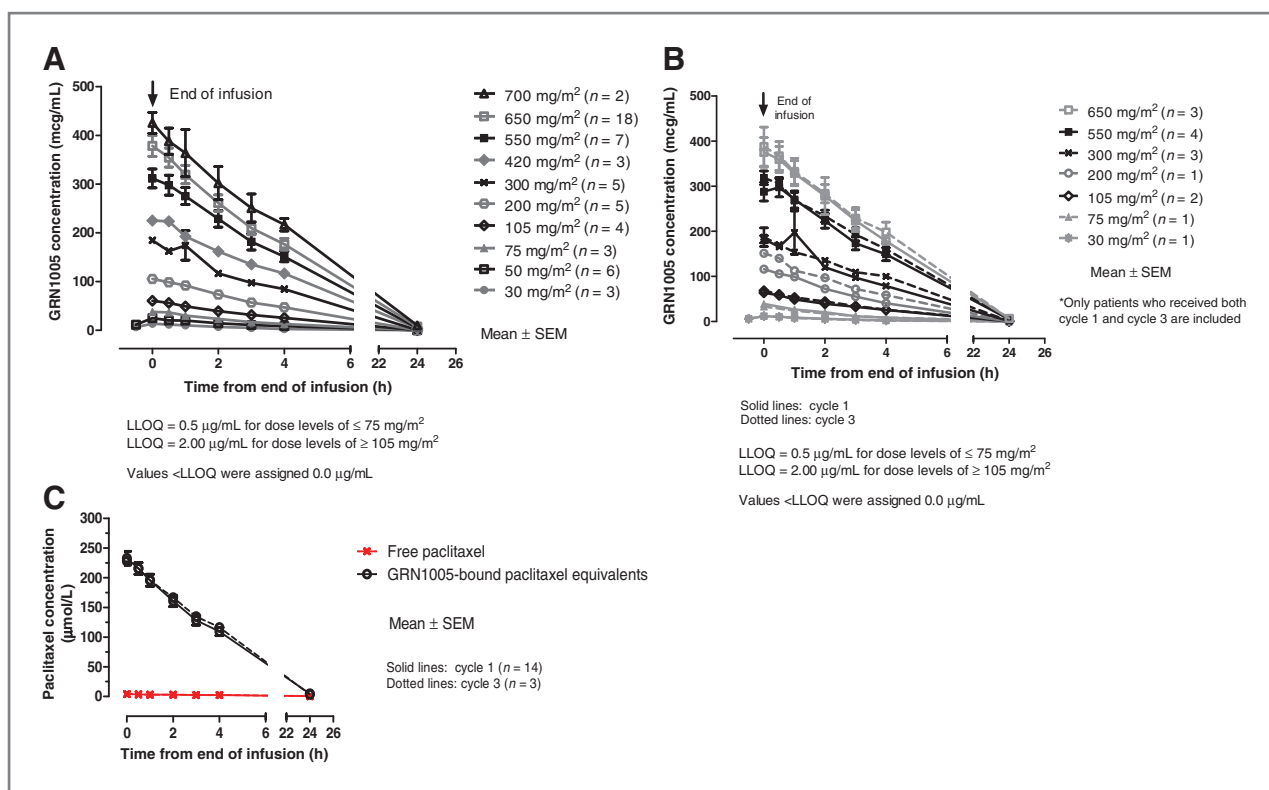 A
GRN1005 concentration (mcg/mL)
500
400
300
200
100
0
End of infusion
0
2
4
6
22
24
26
Time from end of infusion (h)
700 mg/m² (n = 2)
650 mg/m² (n = 18)
550 mg/m² (n = 7)
420 mg/m² (n = 3)
300 mg/m² (n = 5)
200 mg/m² (n = 5)
105 mg/m² (n = 4)
75 mg/m² (n = 3)
50 mg/m² (n = 6)
30 mg/m² (n = 3)
Mean ± SEM
LLOQ = 0.5 μg/mL for dose levels of ≤ 75 mg/m²
LLOQ = 2.00 μg/mL for dose levels of ≥ 105 mg/m²
Values <LLOQ were assigned 0.0 μg/mL
B
GRN1005 concentration (mcg/mL)
500
400
300
200
100
0
End of
infusion
0
2
4
6
22
24
26
Time from end of infusion (h)
650 mg/m² (n = 3)
550 mg/m² (n = 4)
300 mg/m² (n = 3)
200 mg/m² (n = 1)
105 mg/m² (n = 2)
75 mg/m² (n = 1)
30 mg/m² (n = 1)
Mean ± SEM
*Only patients who received both
cycle 1 and cycle 3 are included
Solid lines: cycle 1
Dotted lines: cycle 3
LLOQ = 0.5 μg/mL for dose levels of ≤ 75 mg/m²
LLOQ = 2.00 μg/mL for dose levels of ≥ 105 mg/m²
Values <LLOQ were assigned 0.0 μg/mL
C
Paclitaxel concentration
(μmol/L)
300
250
200
150
100
50
0
0
2
4
6
22
24
26
Time from end of infusion (h)
Free paclitaxel
GRN1005-bound paclitaxel equivalents
Mean ± SEM
Solid lines: cycle 1 (n = 14)
Dotted lines: cycle 3 (n = 3)